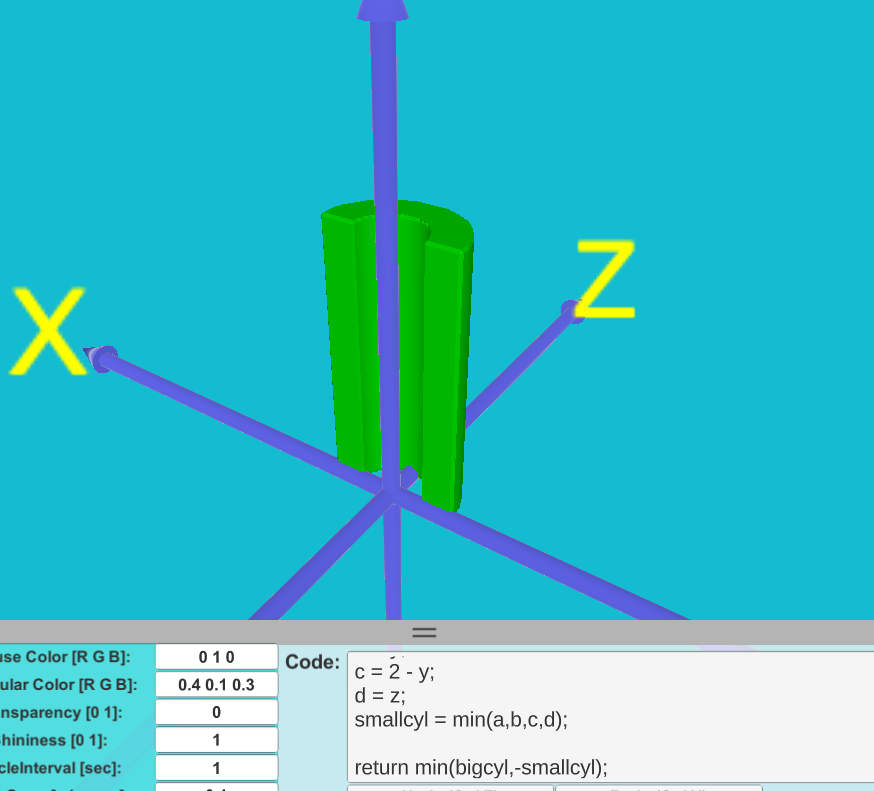 X
Z
use Color [R G B]:
0 1 0
Code:
c = 2 - y;
ular Color [R G B]:
0.4 0.1 0.3
d = z;
nsparency [0 1]:
0
smallcyl = min(a,b,c,d);
Shininess [0 1]:
1
cleInterval [sec]:
1
return min(bigcyl,-smallcyl);